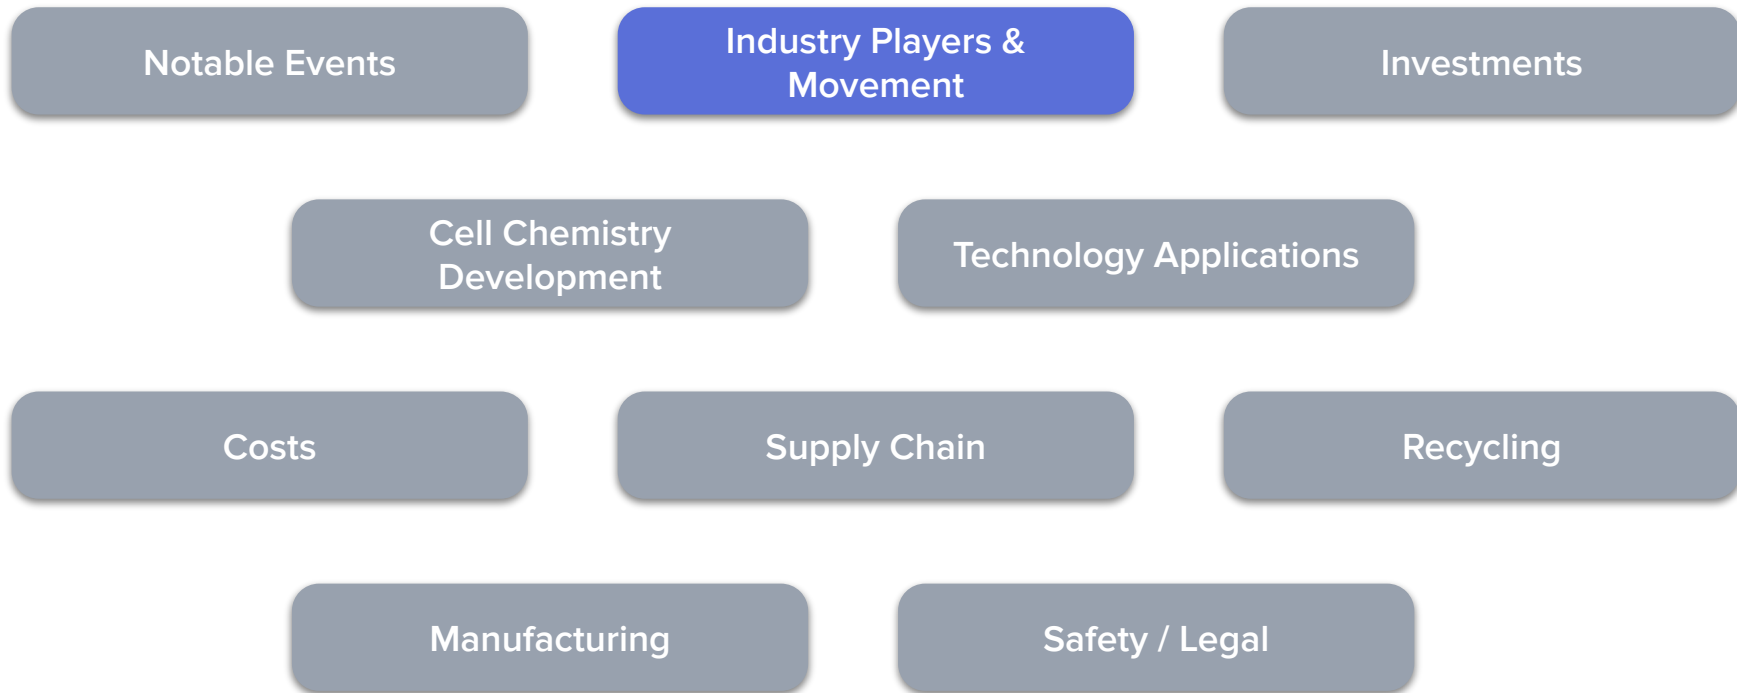 Notable Events
Industry Players &
Movement
Investments
Cell Chemistry
Development
Technology Applications
Costs
Supply Chain
Recycling
Manufacturing
Safety / Legal